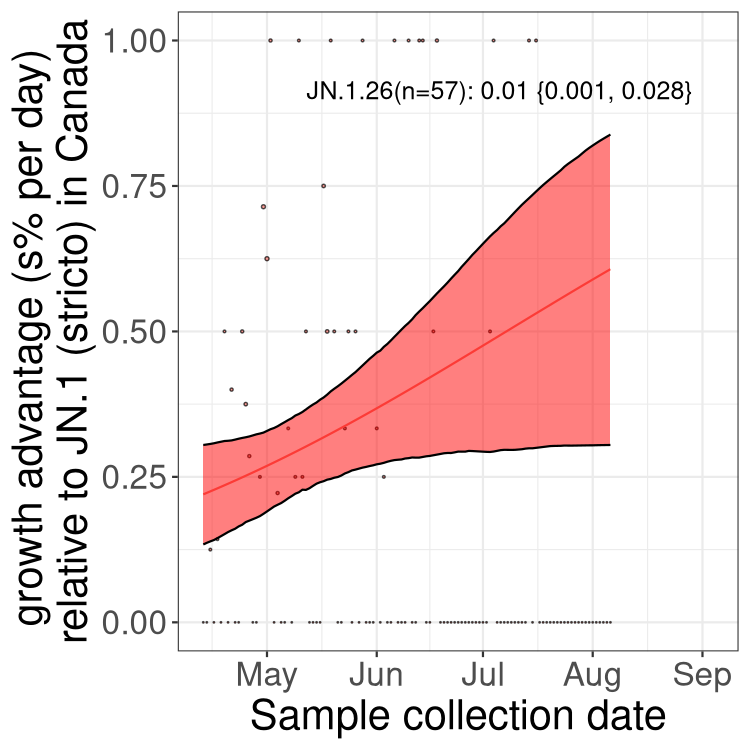 growth advantage (s% per day)
relative to JN.1 (stricto) in Canada
1.00
0.75
0.50
0.25
0.00
JN.1.26(n=57): 0.01 {0.001, 0.028}
May Jun Jul Aug Sep
Sample collection date